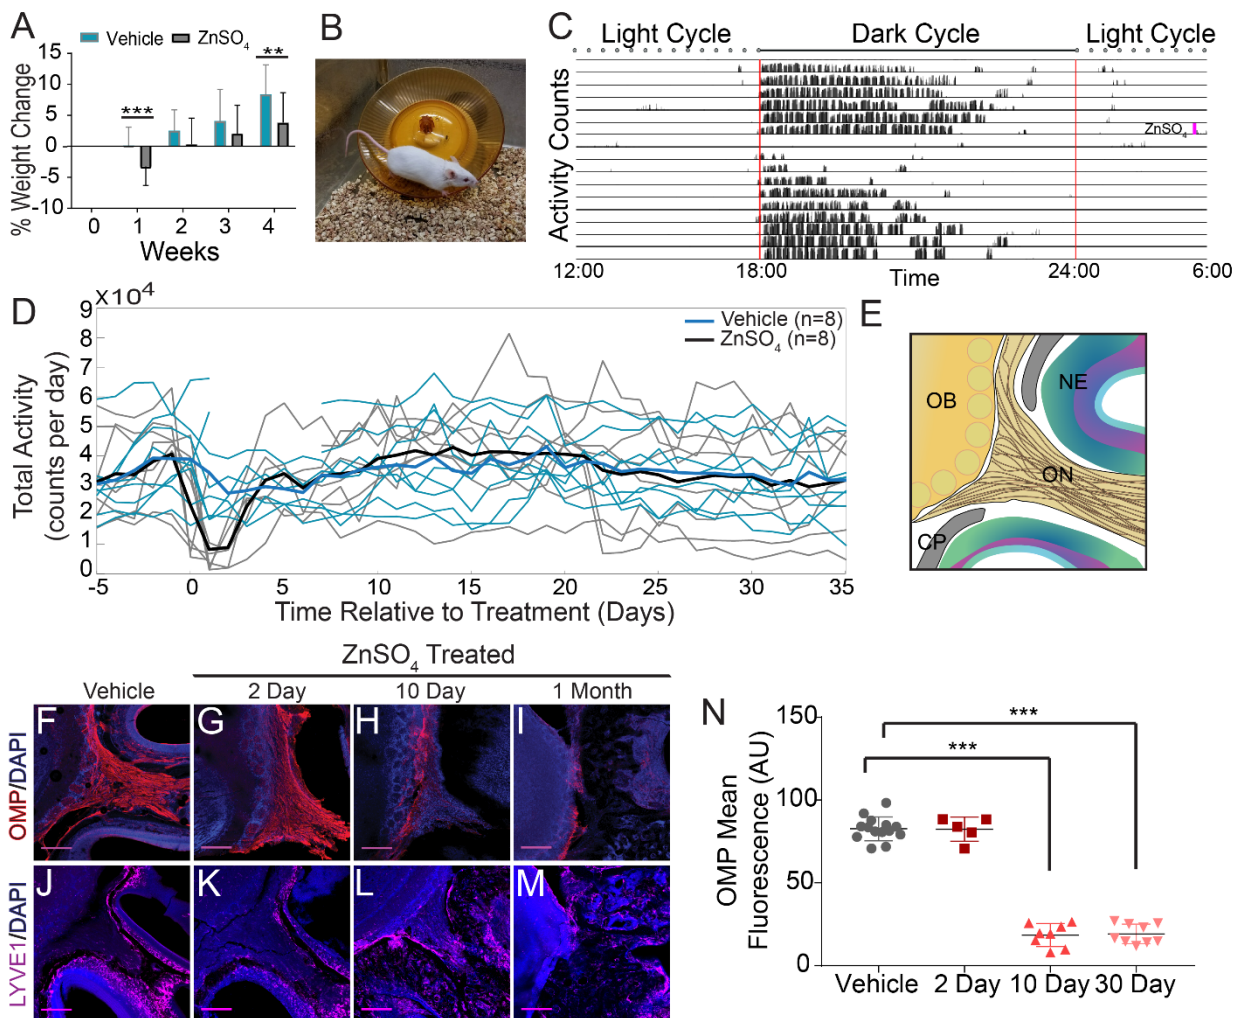 A
Vehicle
ZnSO₄
% Weight Change
15
10
5
0
-5
-10
***
**
0 1 2 3 4
Weeks
B
C
Light Cycle Dark Cycle Light Cycle
Activity Counts
ZnSO₄
12:00 18:00 24:00 6:00
Time
D
×10⁴
Total Activity
(counts per day)
9
8
7
6
5
4
3
2
1
0
Vehicle (n=8)
ZnSO₄ (n=8)
-5 0 5 10 15 20 25 30 35
Time Relative to Treatment (Days)
E
OB
NE
ON
CP
ZnSO₄ Treated
Vehicle 2 Day 10 Day 1 Month
OMP/DAPI
F G H I
LYVE1/DAPI
J K L M
N
OMP Mean
Fluorescence (AU)
150
100
50
0
***
***
Vehicle 2 Day 10 Day 30 Day